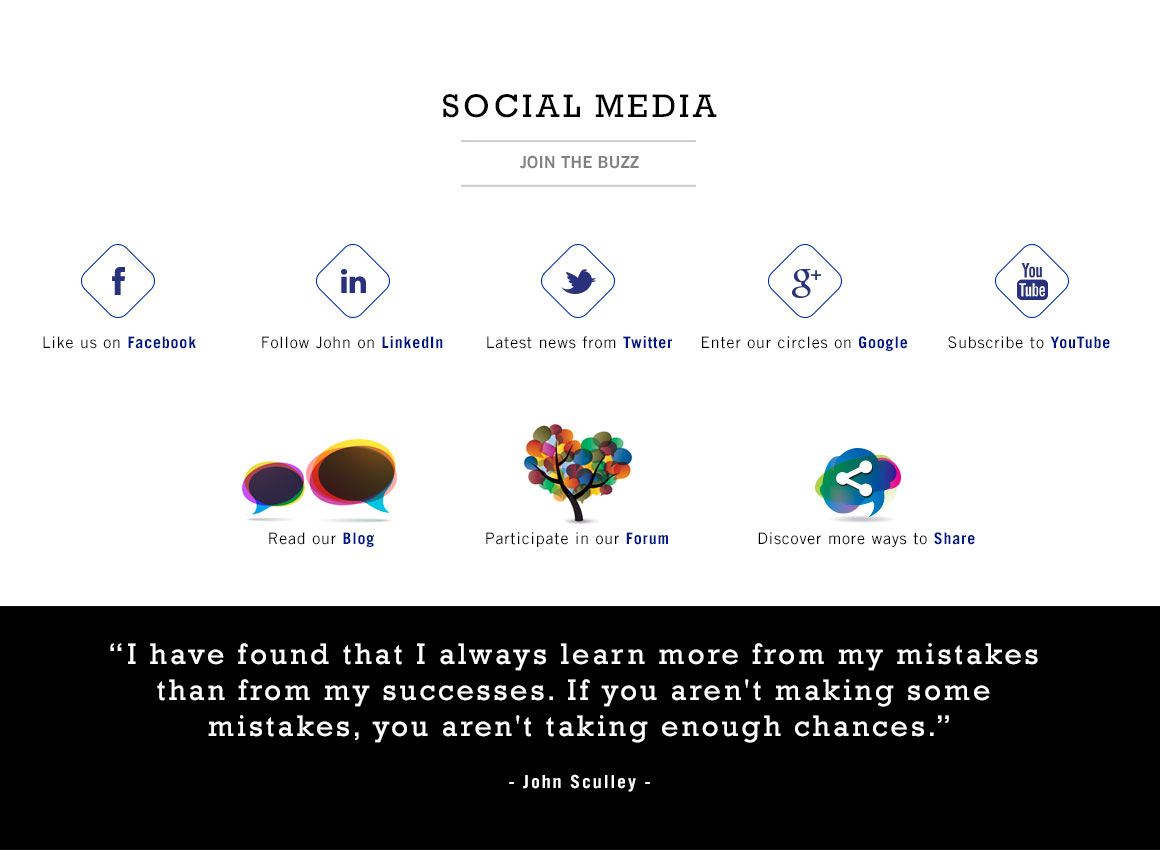 SOCIAL MEDIA
JOIN THE BUZZ
f
in
g+
You
Tube
Like us on Facebook
Follow John on LinkedIn
Latest news from Twitter
Enter our circles on Google
Subscribe to YouTube
Read our Blog
Participate in our Forum
Discover more ways to Share
“I have found that I always learn more from my mistakes
than from my successes. If you aren't making some
mistakes, you aren't taking enough chances.”
- John Sculley -